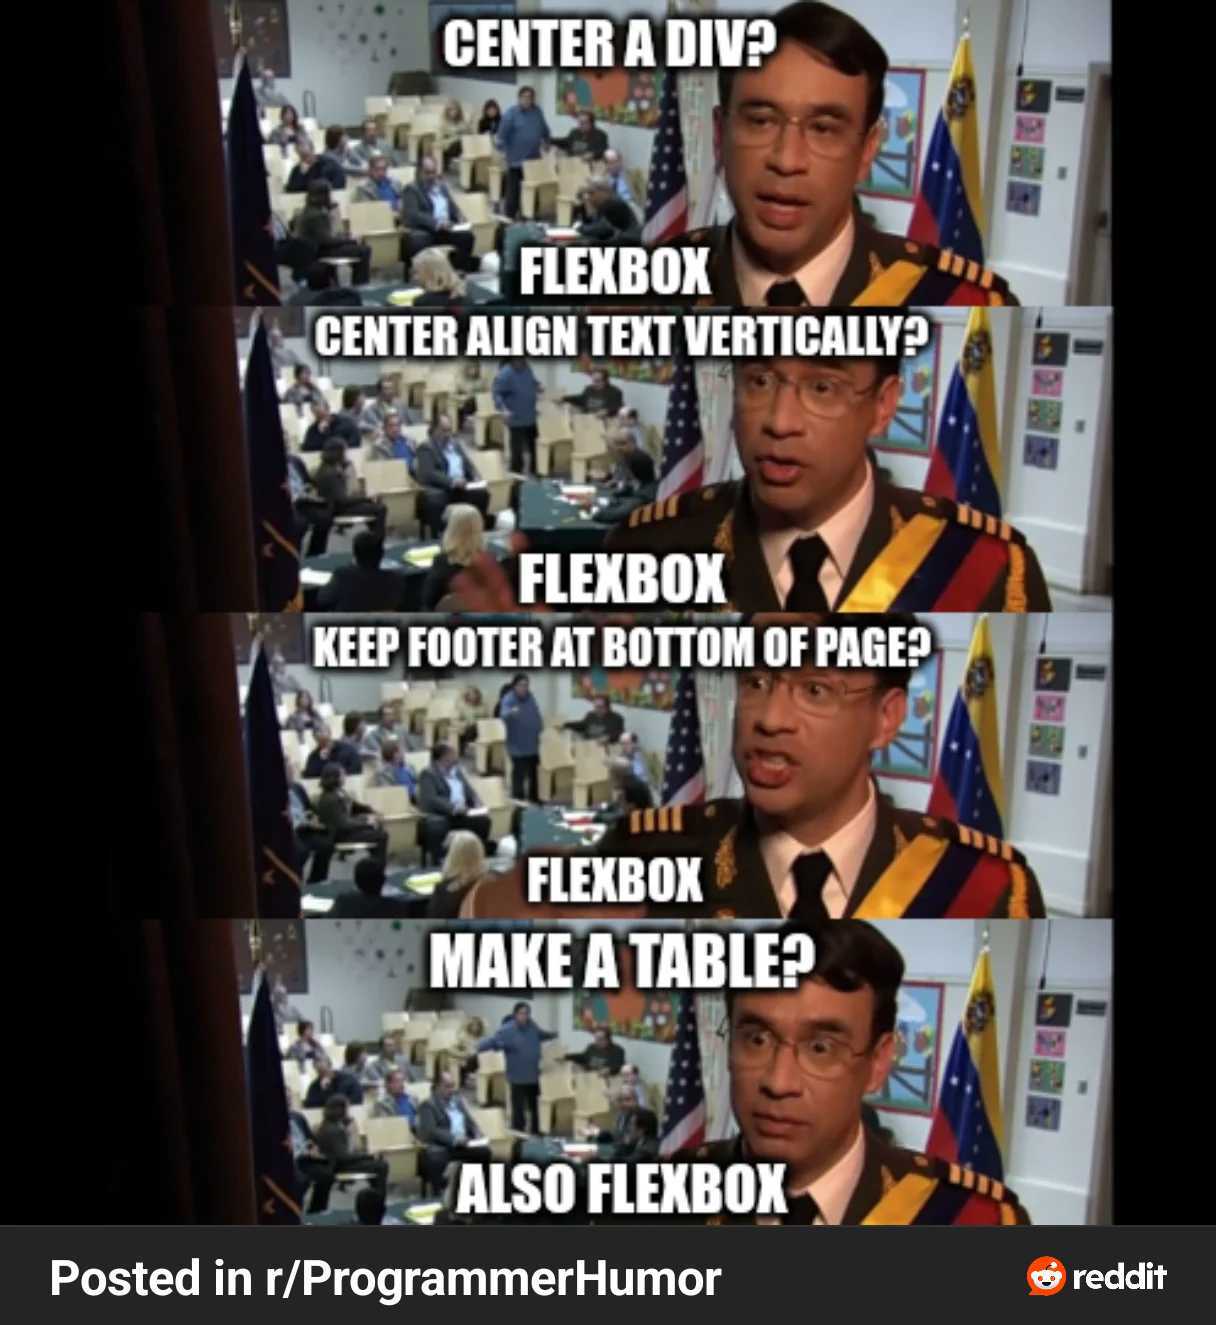 CENTER A DIV?
FLEXBOX
CENTER ALIGN TEXT VERTICALLY?
FLEXBOX
KEEP FOOTER AT BOTTOM OF PAGE?
FLEXBOX
MAKE A TABLE?
ALSO FLEXBOX
Posted in r/ProgrammerHumor
reddit